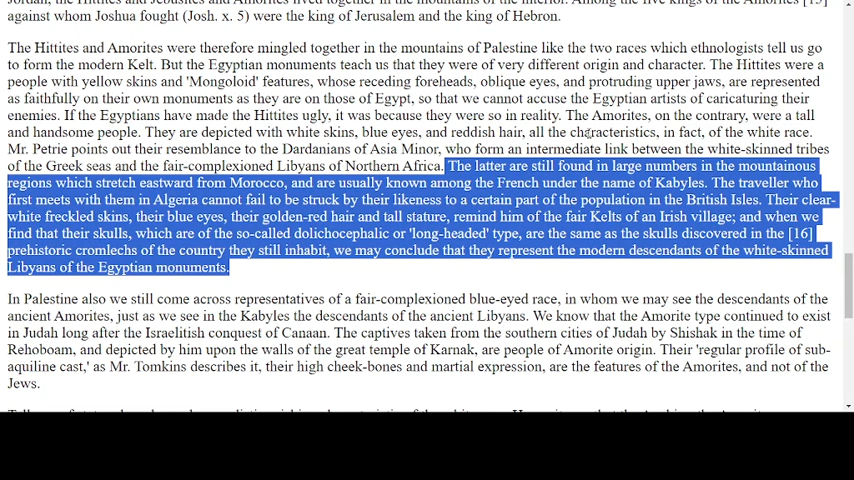 against whom Joshua fought (Josh. x. 5) were the king of Jerusalem and the king of Hebron.
The Hittites and Amorites were therefore mingled together in the mountains of Palestine like the two races which ethnologists tell us go
to form the modern Kelt. But the Egyptian monuments teach us that they were of very different origin and character. The Hittites were a
people with yellow skins and 'Mongoloid' features, whose receding foreheads, oblique eyes, and protruding upper jaws, are represented
as faithfully on their own monuments as they are on those of Egypt, so that we cannot accuse the Egyptian artists of caricaturing their
enemies. If the Egyptians have made the Hittites ugly, it was because they were so in reality. The Amorites, on the contrary, were a tall
and handsome people. They are depicted with white skins, blue eyes, and reddish hair, all the characteristics, in fact, of the white race.
Mr. Petrie points out their resemblance to the Dardanians of Asia Minor, who form an intermediate link between the white-skinned tribes
of the Greek seas and the fair-complexioned Libyans of Northern Africa. The latter are still found in large numbers in the mountainous
regions which stretch eastward from Morocco, and are usually known among the French under the name of Kabyles. The traveller who
first meets with them in Algeria cannot fail to be struck by their likeness to a certain part of the population in the British Isles. Their clear-
white freckled skins, their blue eyes, their golden-red hair and tall stature, remind him of the fair Kelts of an Irish village; and when we
find that their skulls, which are of the so-called dolichocephalic or 'long-headed' type, are the same as the skulls discovered in the [16]
prehistoric cromlechs of the country they still inhabit, we may conclude that they represent the modern descendants of the white-skinned
Libyans of the Egyptian monuments.
In Palestine also we still come across representatives of a fair-complexioned blue-eyed race, in whom we may see the descendants of the
ancient Amorites, just as we see in the Kabyles the descendants of the ancient Libyans. We know that the Amorite type continued to exist
in Judah long after the Israelitish conquest of Canaan. The captives taken from the southern cities of Judah by Shishak in the time of
Rehoboam, and depicted by him upon the walls of the great temple of Karnak, are people of Amorite origin. Their 'regular profile of sub-
aquiline cast,' as Mr. Tomkins describes it, their high cheek-bones and martial expression, are the features of the Amorites, and not of the
Jews.